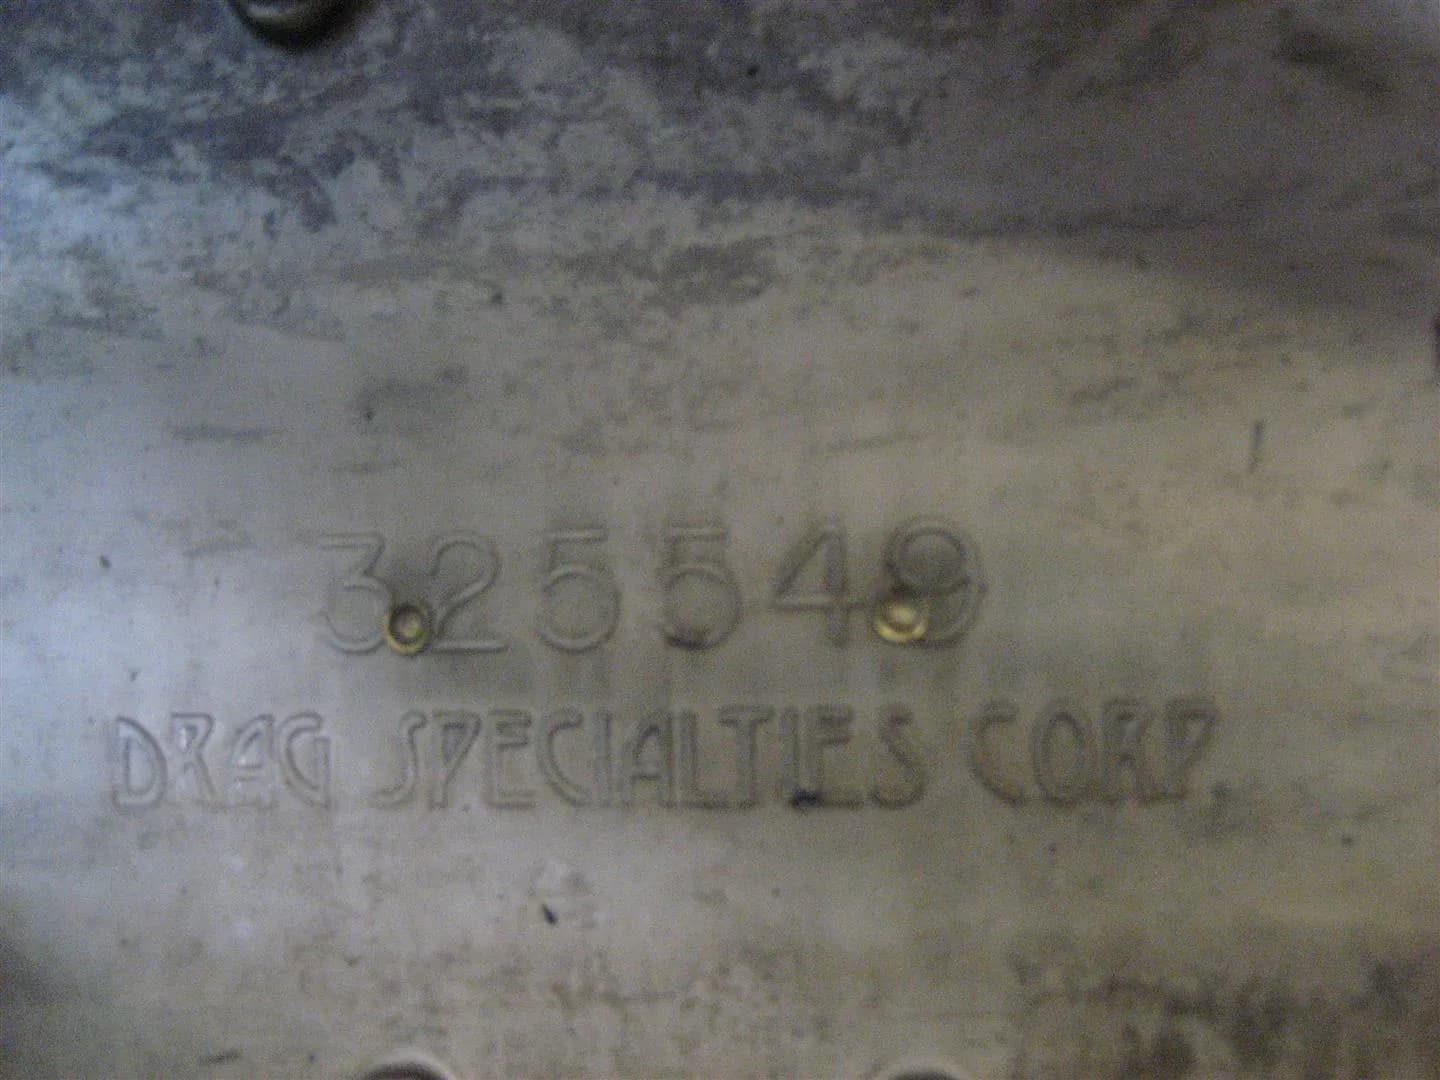 325548
DRAG SPECIALTIES CORP.